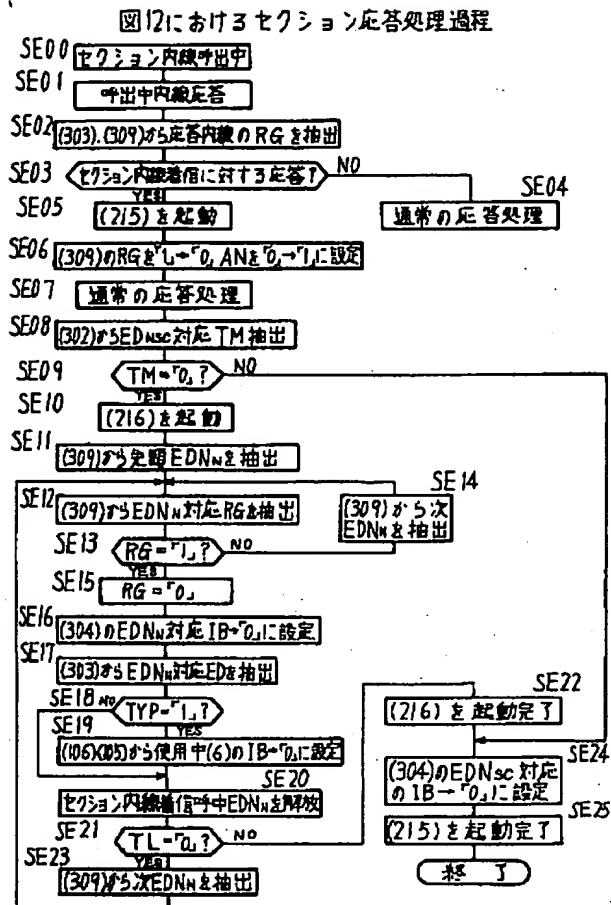 図12におけるセクション応答処理過程
SE00 セクション内線呼出中
SE01
呼出中内線応答
SE02 (303).(309)から応答内線のRGを抽出
SE03 セクション内線着信に対する応答? NO
YES
SE04
通常の応答処理
SE05 (215)を起動
SE06 (309)のRGを「1」→「0」ANを「0」→「1」に設定
SE07 通常の応答処理
SE08 (302)からEDNSC対応TM抽出
SE09 TM=「0」? NO
YES
SE10 (216)を起動
SE11 (309)から先頭EDNNを抽出
SE12 (309)からEDNN対応RGを抽出
SE13 RG=「1」? NO
YES
SE14
(309)から次
EDNNを抽出
SE15 RG=「0」
SE16 (304)のEDNN対応IB→「0」に設定
SE17 (303)からEDNN対応EDを抽出
SE18 NO TYP=「1」?
YES
SE19 (106)(105)から使用中(6)のIB→「0」に設定
SE20
セクション内線着信呼中EDNNを解放
SE21 TL=「0」? NO
YES
SE22
(216)を起動完了
SE23 (309)から次EDNNを抽出
SE24
(304)のEDNSC対応
のIB→「0」に設定
SE25
(215)を起動完了
終了